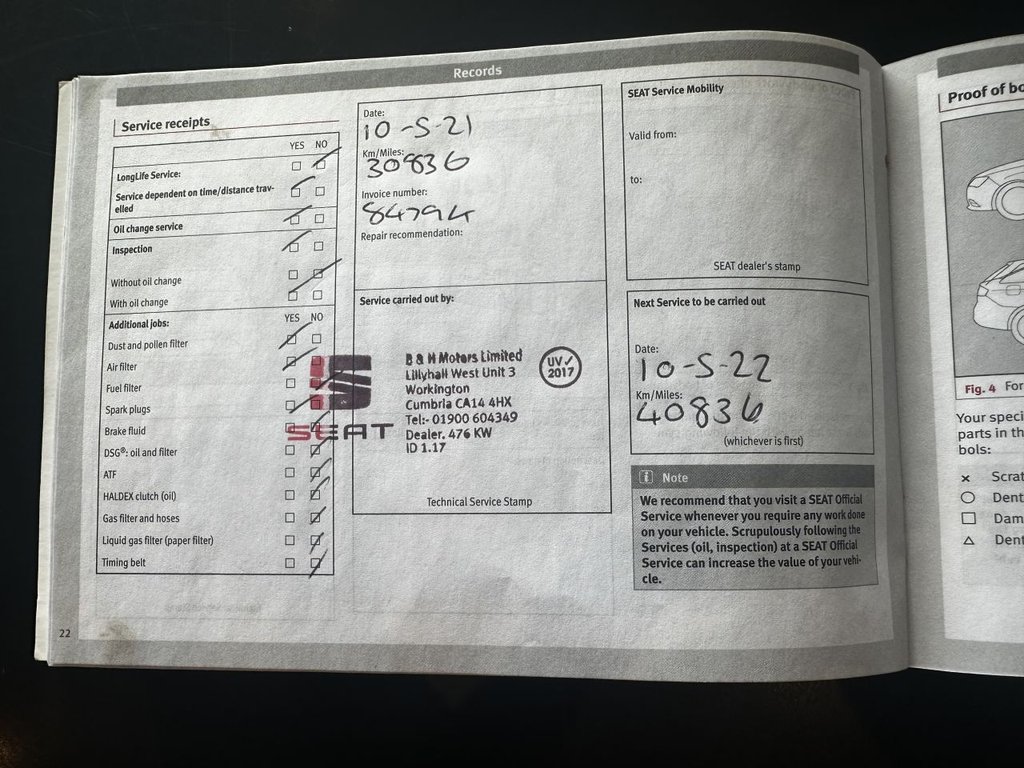 Records
Service receipts
YES NO
LongLife Service:
Service dependent on time/distance trav-
elled
Oil change service
Inspection
Without oil change
With oil change
Additional jobs:
YES NO
Dust and pollen filter
Air filter
Fuel filter
Spark plugs
Brake fluid
DSG®: oil and filter
ATF
HALDEX clutch (oil)
Gas filter and hoses
Liquid gas filter (paper filter)
Timing belt
22
Date:
10-5-21
Km/Miles:
30836
Invoice number:
84794
Repair recommendation:
Service carried out by:
SEAT
B & H Motors Limited
Lillyhall West Unit 3
Workington
Cumbria CA14 4HX
Tel:- 01900 604349
Dealer. 476 KW
ID 1.17
UV✓
2017
Technical Service Stamp
SEAT Service Mobility
Valid from:
to:
SEAT dealer's stamp
Next Service to be carried out
Date:
10-5-22
Km/Miles:
40836
(whichever is first)
i Note
We recommend that you visit a SEAT Official
Service whenever you require any work done
on your vehicle. Scrupulously following the
Services (oil, inspection) at a SEAT Official
Service can increase the value of your vehi-
cle.
Proof of bo
Fig. 4 For
Your speci
parts in th
bols:
× Scrat
○ Dent
□ Dam
△ Dent